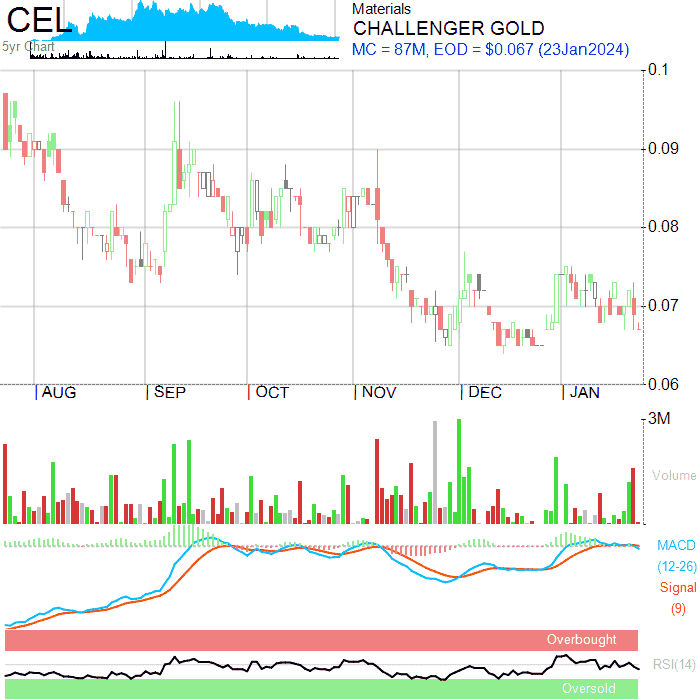 CEL
5yr Chart
Materials
CHALLENGER GOLD
MC = 87M, EOD = $0.067 (23Jan2024)
0.1
0.09
0.08
0.07
0.06
AUG SEP OCT NOV DEC JAN
3M
Volume
MACD
(12-26)
Signal
(9)
Overbought
RSI(14)
Oversold